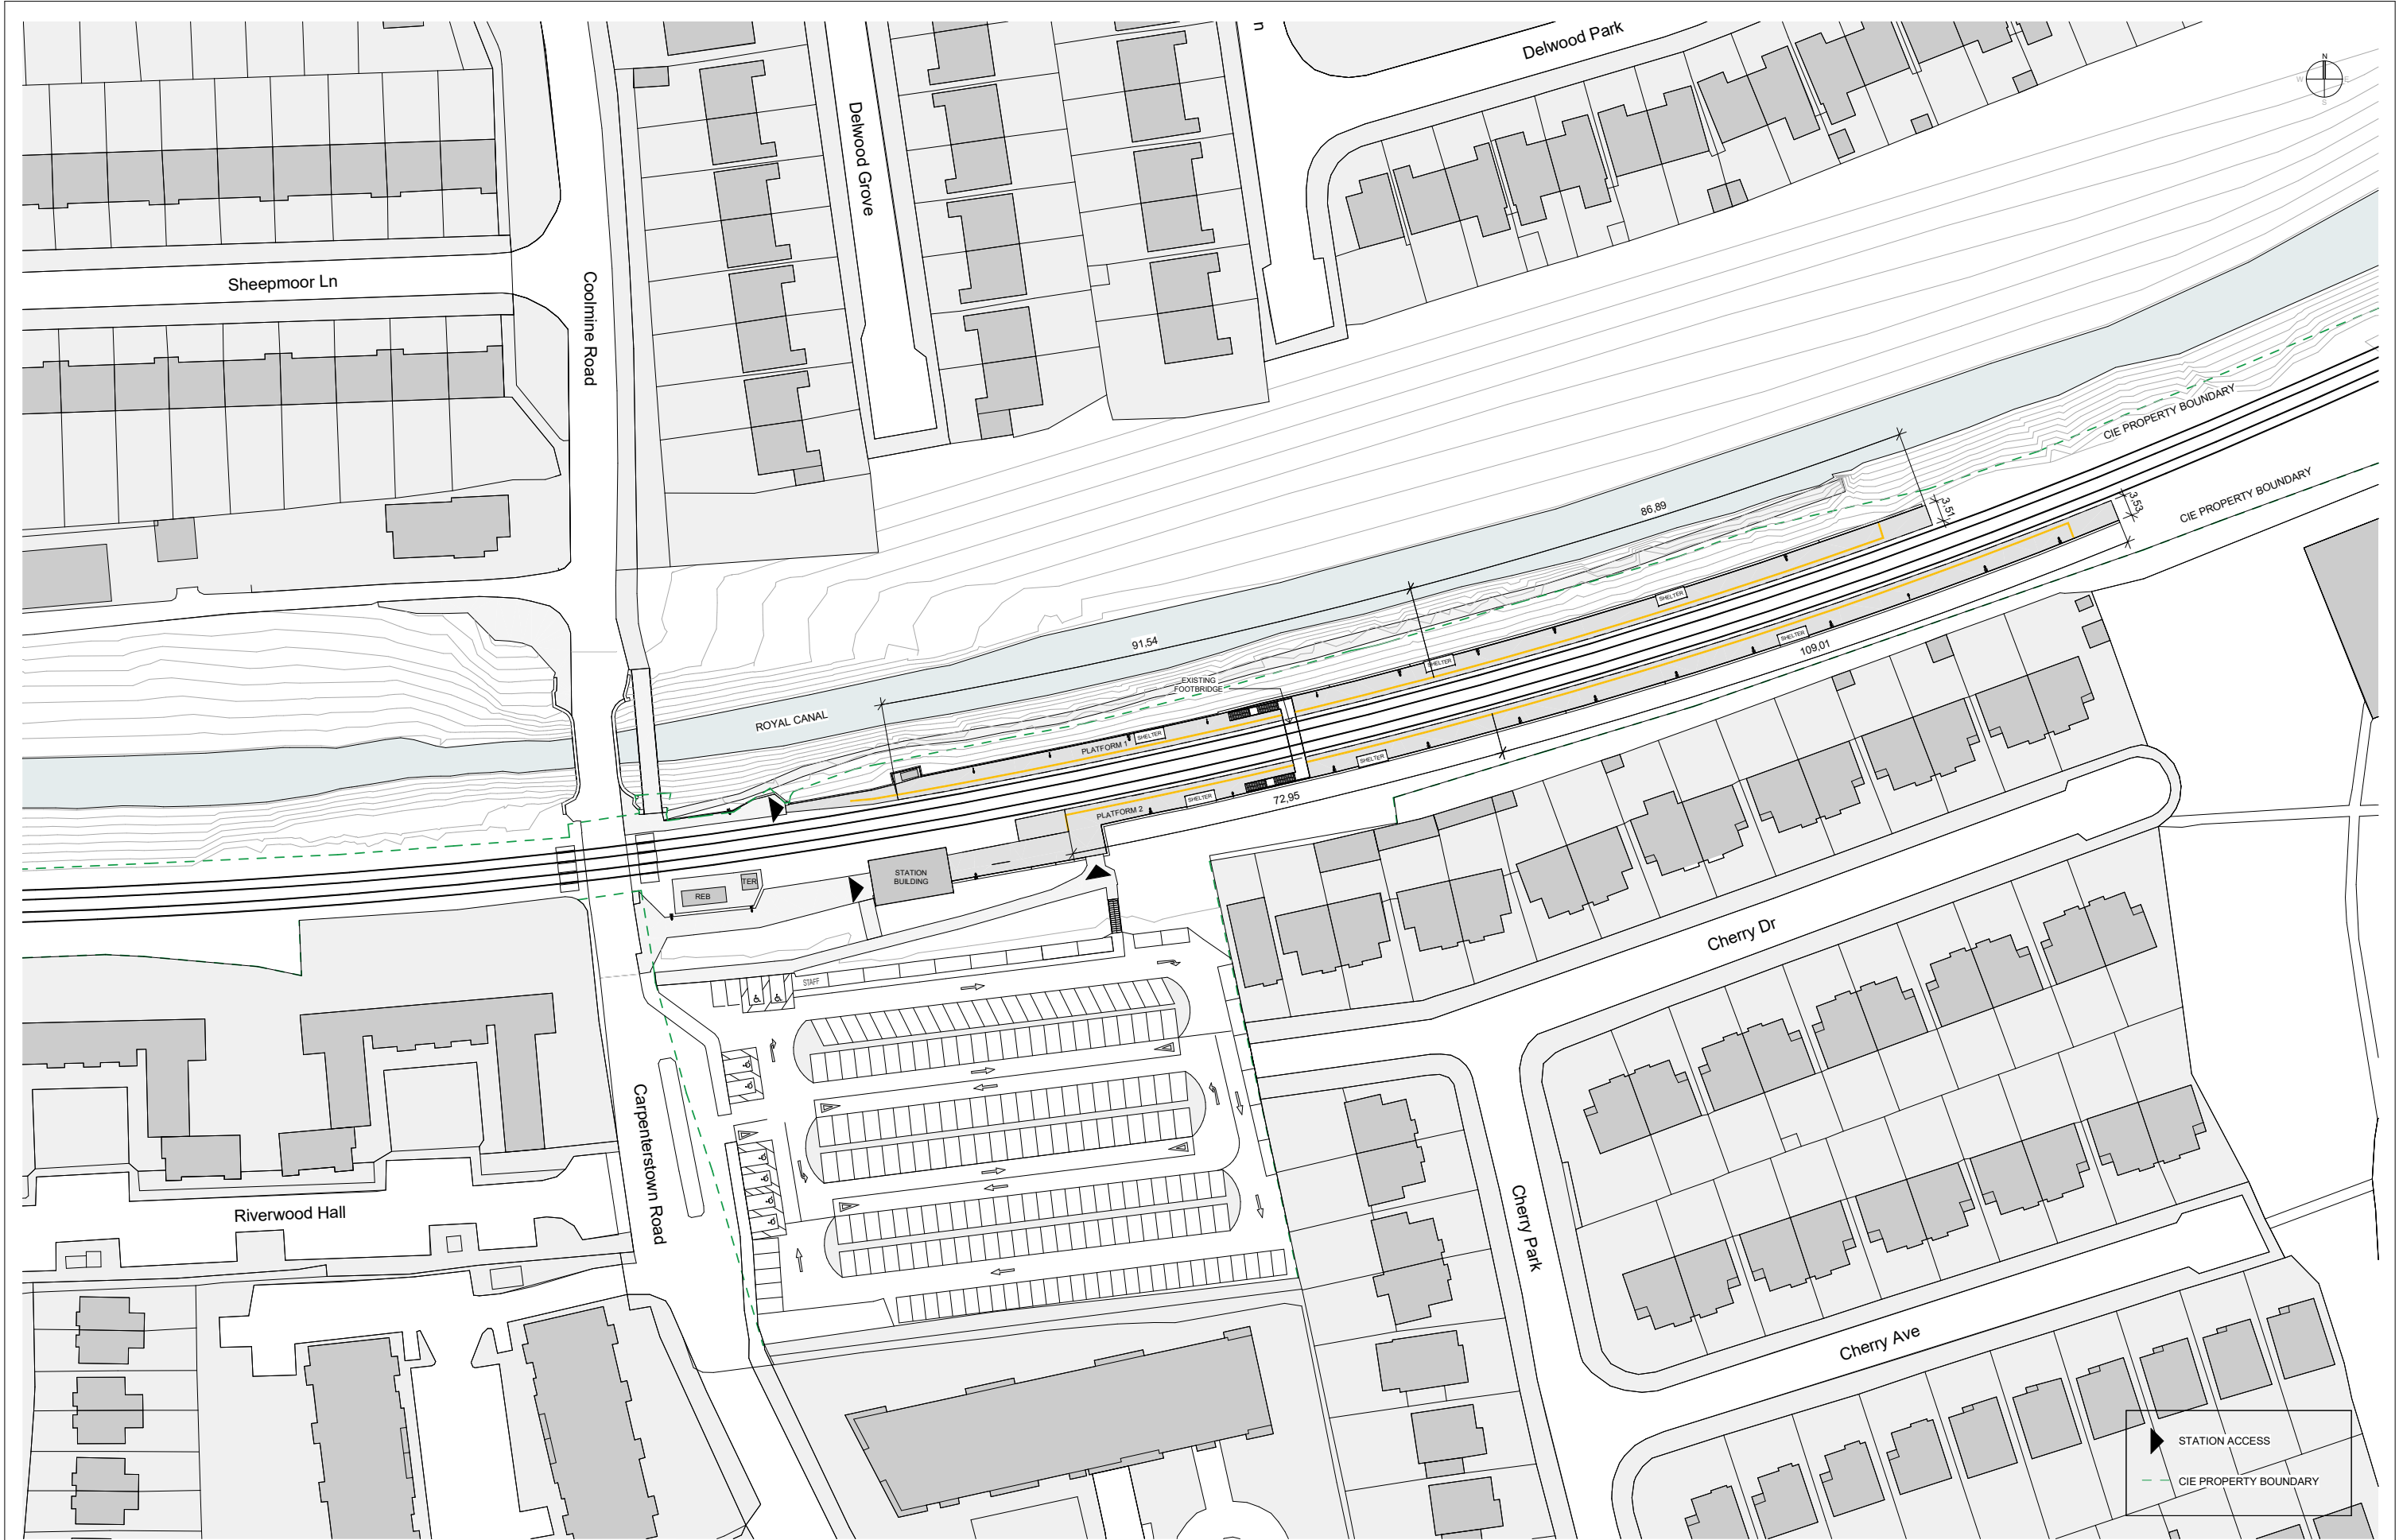 n
Delwood Park
N
W
E
S
Delwood Grove
Sheepmoor Ln
Coolmine Road
CIE PROPERTY BOUNDARY
CIE PROPERTY BOUNDARY
86,89
3,51
3,53
91,54
SHELTER
SHELTER
SHELTER
109,01
EXISTING
FOOTBRIDGE
ROYAL CANAL
PLATFORM 1
SHELTER
SHELTER
SHELTER
72,95
PLATFORM 2
STATION
BUILDING
REB
TER
STAFF
Cherry Dr
Carpenterstown Road
Riverwood Hall
Cherry Park
Cherry Ave
STATION ACCESS
CIE PROPERTY BOUNDARY